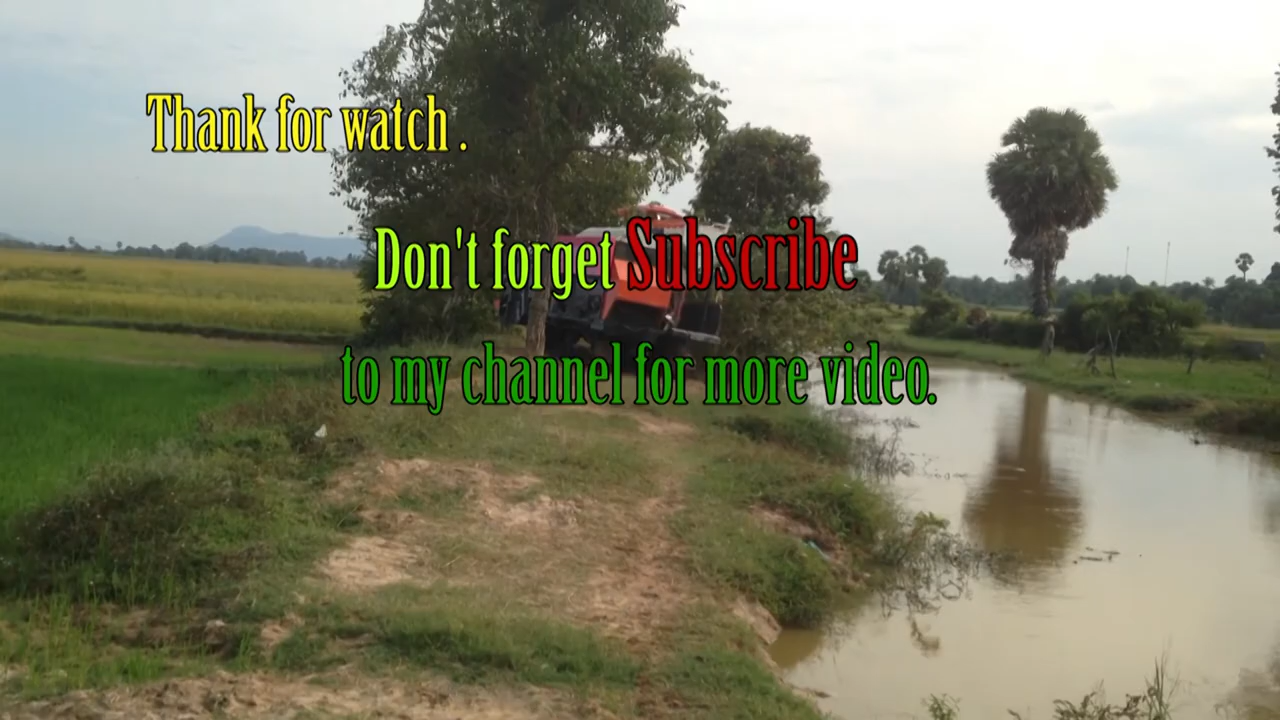 Thank for watch .
Don't forget Subscribe
to my channel for more video.